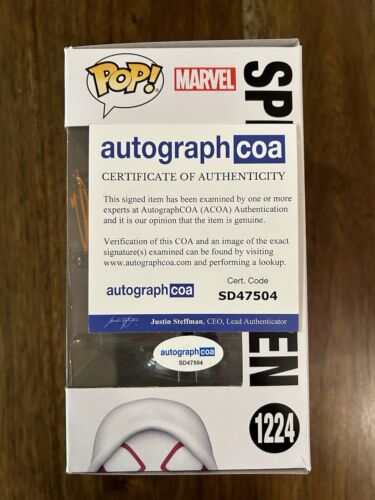 POP!
MARVEL
SP
EN
autographcoa
CERTIFICATE OF AUTHENTICITY
This signed item has been examined by one or more
experts at AutographCOA (ACOA) Authentication
and it is our opinion that the item is genuine.
Verification of this COA and an image of the exact
signature(s) examined can be found by visiting
www.autographcoa.com and performing a lookup.
autographcoa
Cert. Code
SD47504
Justin Steffman, CEO, Lead Authenticator
autographcoa
SD47504
1224